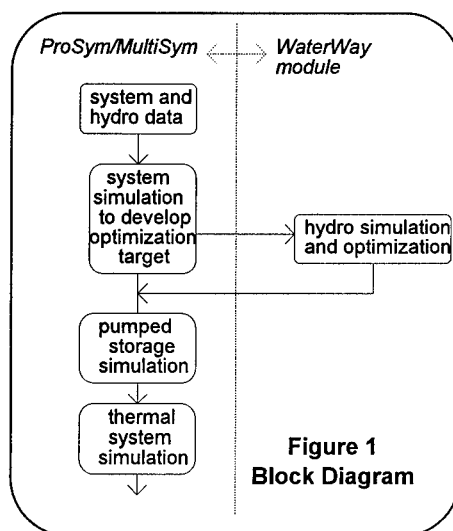 ProSym/MultiSym
WaterWay
module
system and
hydro data
system
simulation
to develop
optimization
target
hydro simulation
and optimization
pumped
storage
simulation
thermal
system
simulation
Figure 1
Block Diagram